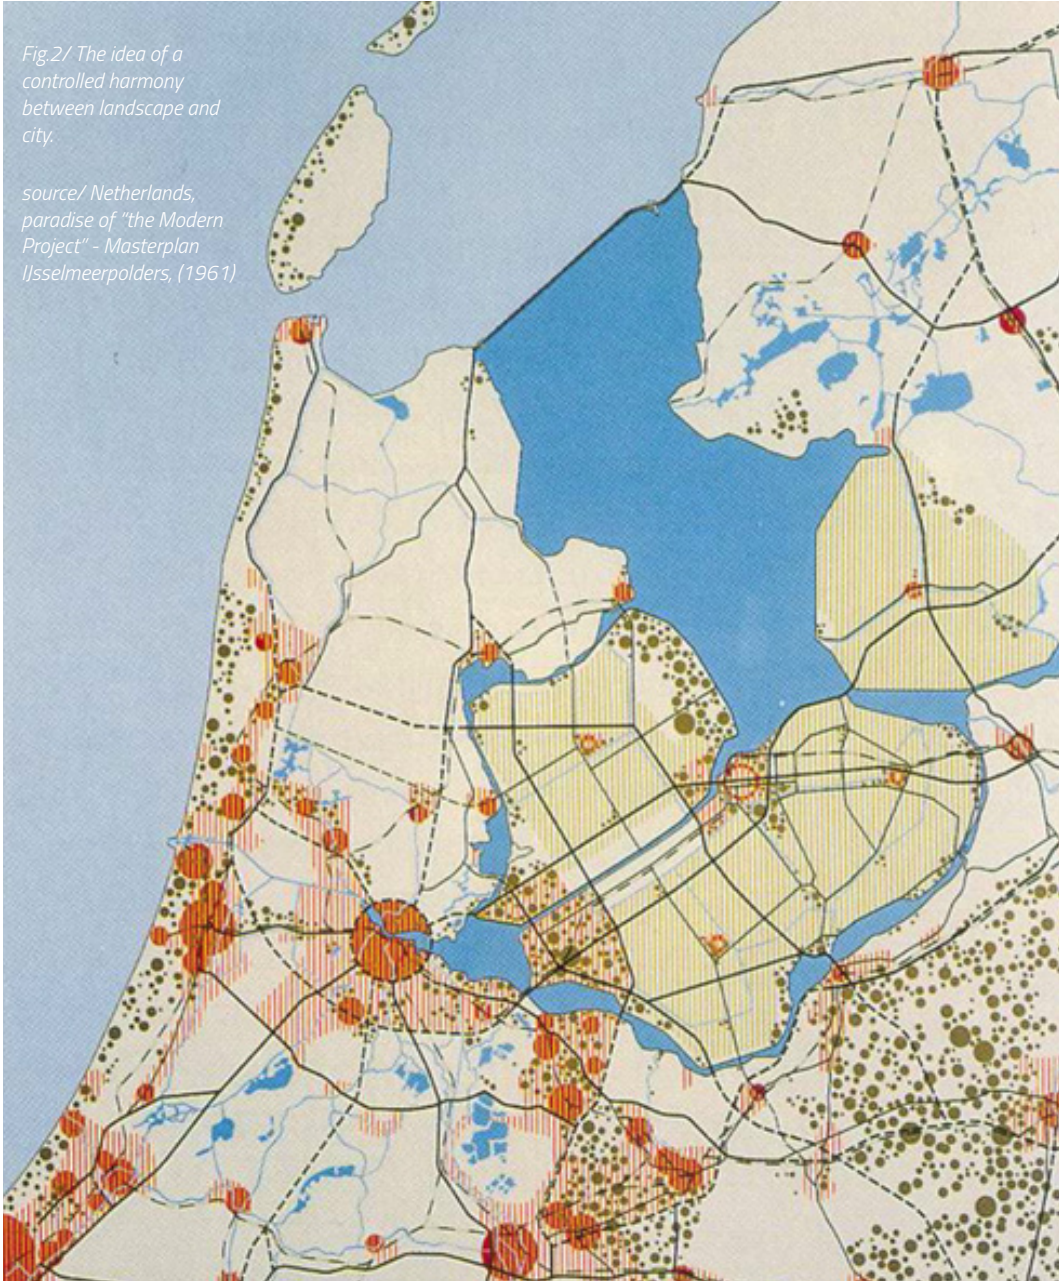 Fig.2/ The idea of a
controlled harmony
between landscape and
city.
source/ Netherlands,
paradise of "the Modern
Project" - Masterplan
IJsselmeerpolders, (1961)